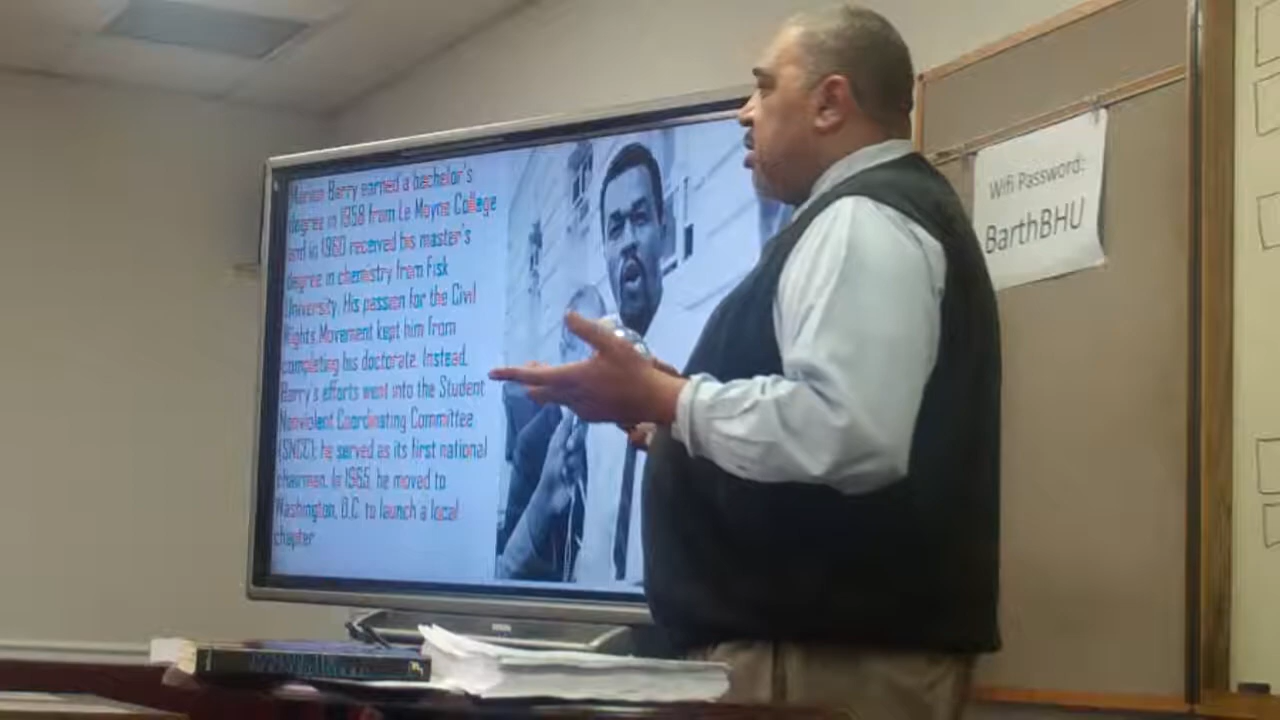 Marion Barry earned a bachelor's
degree in 1958 from Le Moyne College
and in 1960 received his master's
degree in chemistry from Fisk
University. His passion for the Civil
Rights Movement kept him from
completing his doctorate. Instead,
Barry's efforts went into the Student
Nonviolent Coordinating Committee
(SNCC); he served as its first national
chairman. In 1965, he moved to
Washington, D.C. to launch a local
chapter
Wifi Password:
BarthBHU